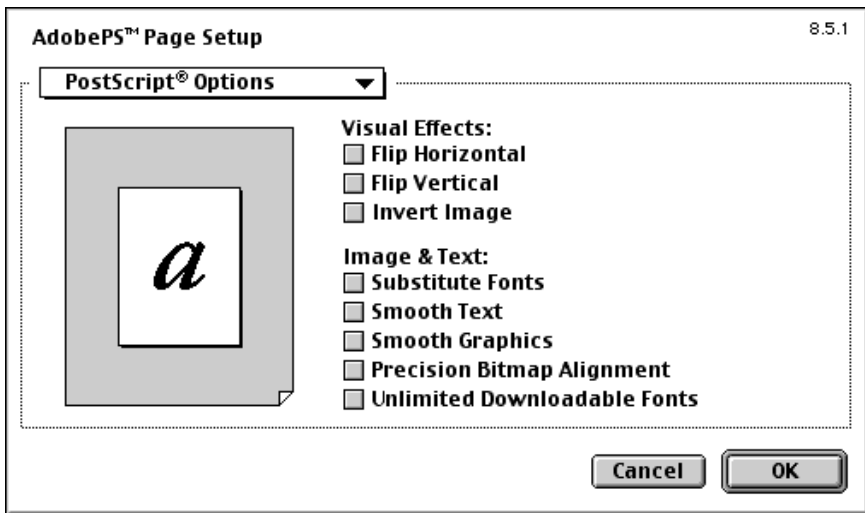 AdobePS™ Page Setup
8.5.1
PostScript® Options
a
Visual Effects:
Flip Horizontal
Flip Vertical
Invert Image
Image & Text:
Substitute Fonts
Smooth Text
Smooth Graphics
Precision Bitmap Alignment
Unlimited Downloadable Fonts
Cancel
OK